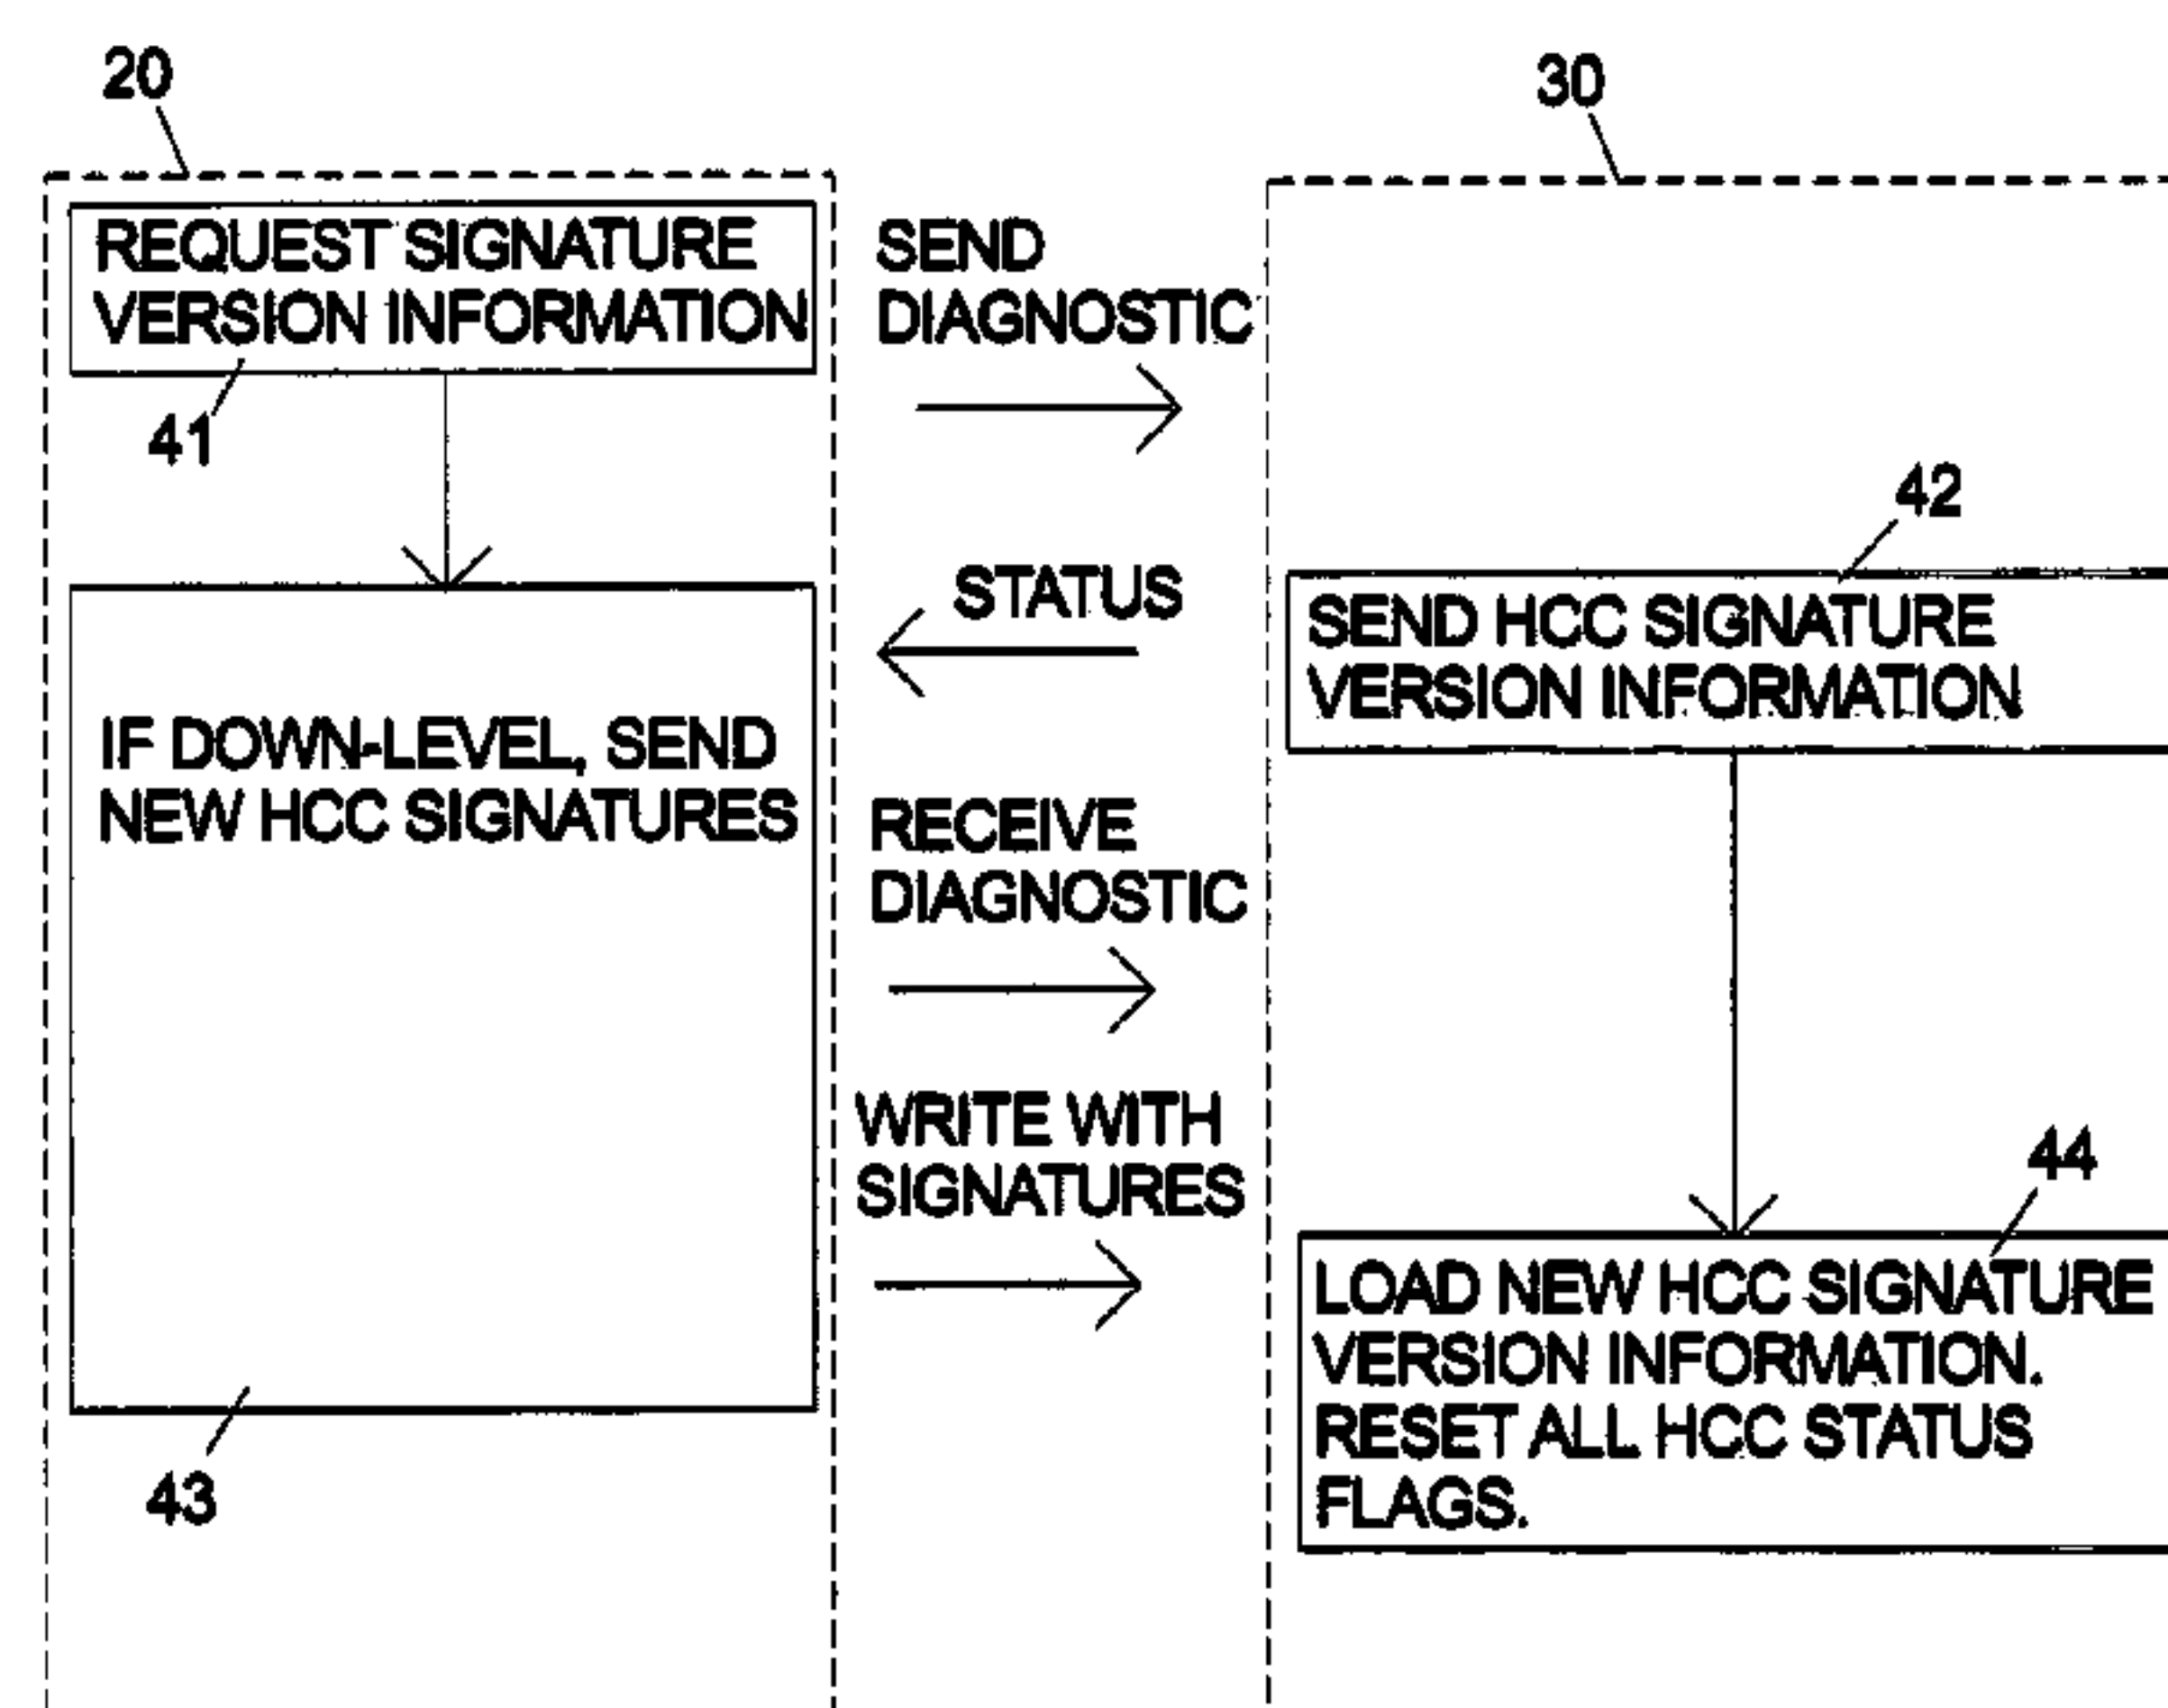 20
30
REQUEST SIGNATURE
VERSION INFORMATION
41
SEND
DIAGNOSTIC
42
STATUS
SEND HCC SIGNATURE
VERSION INFORMATION
IF DOWN-LEVEL, SEND
NEW HCC SIGNATURES
RECEIVE
DIAGNOSTIC
WRITE WITH
SIGNATURES
44
LOAD NEW HCC SIGNATURE
VERSION INFORMATION.
RESET ALL HCC STATUS
FLAGS.
43